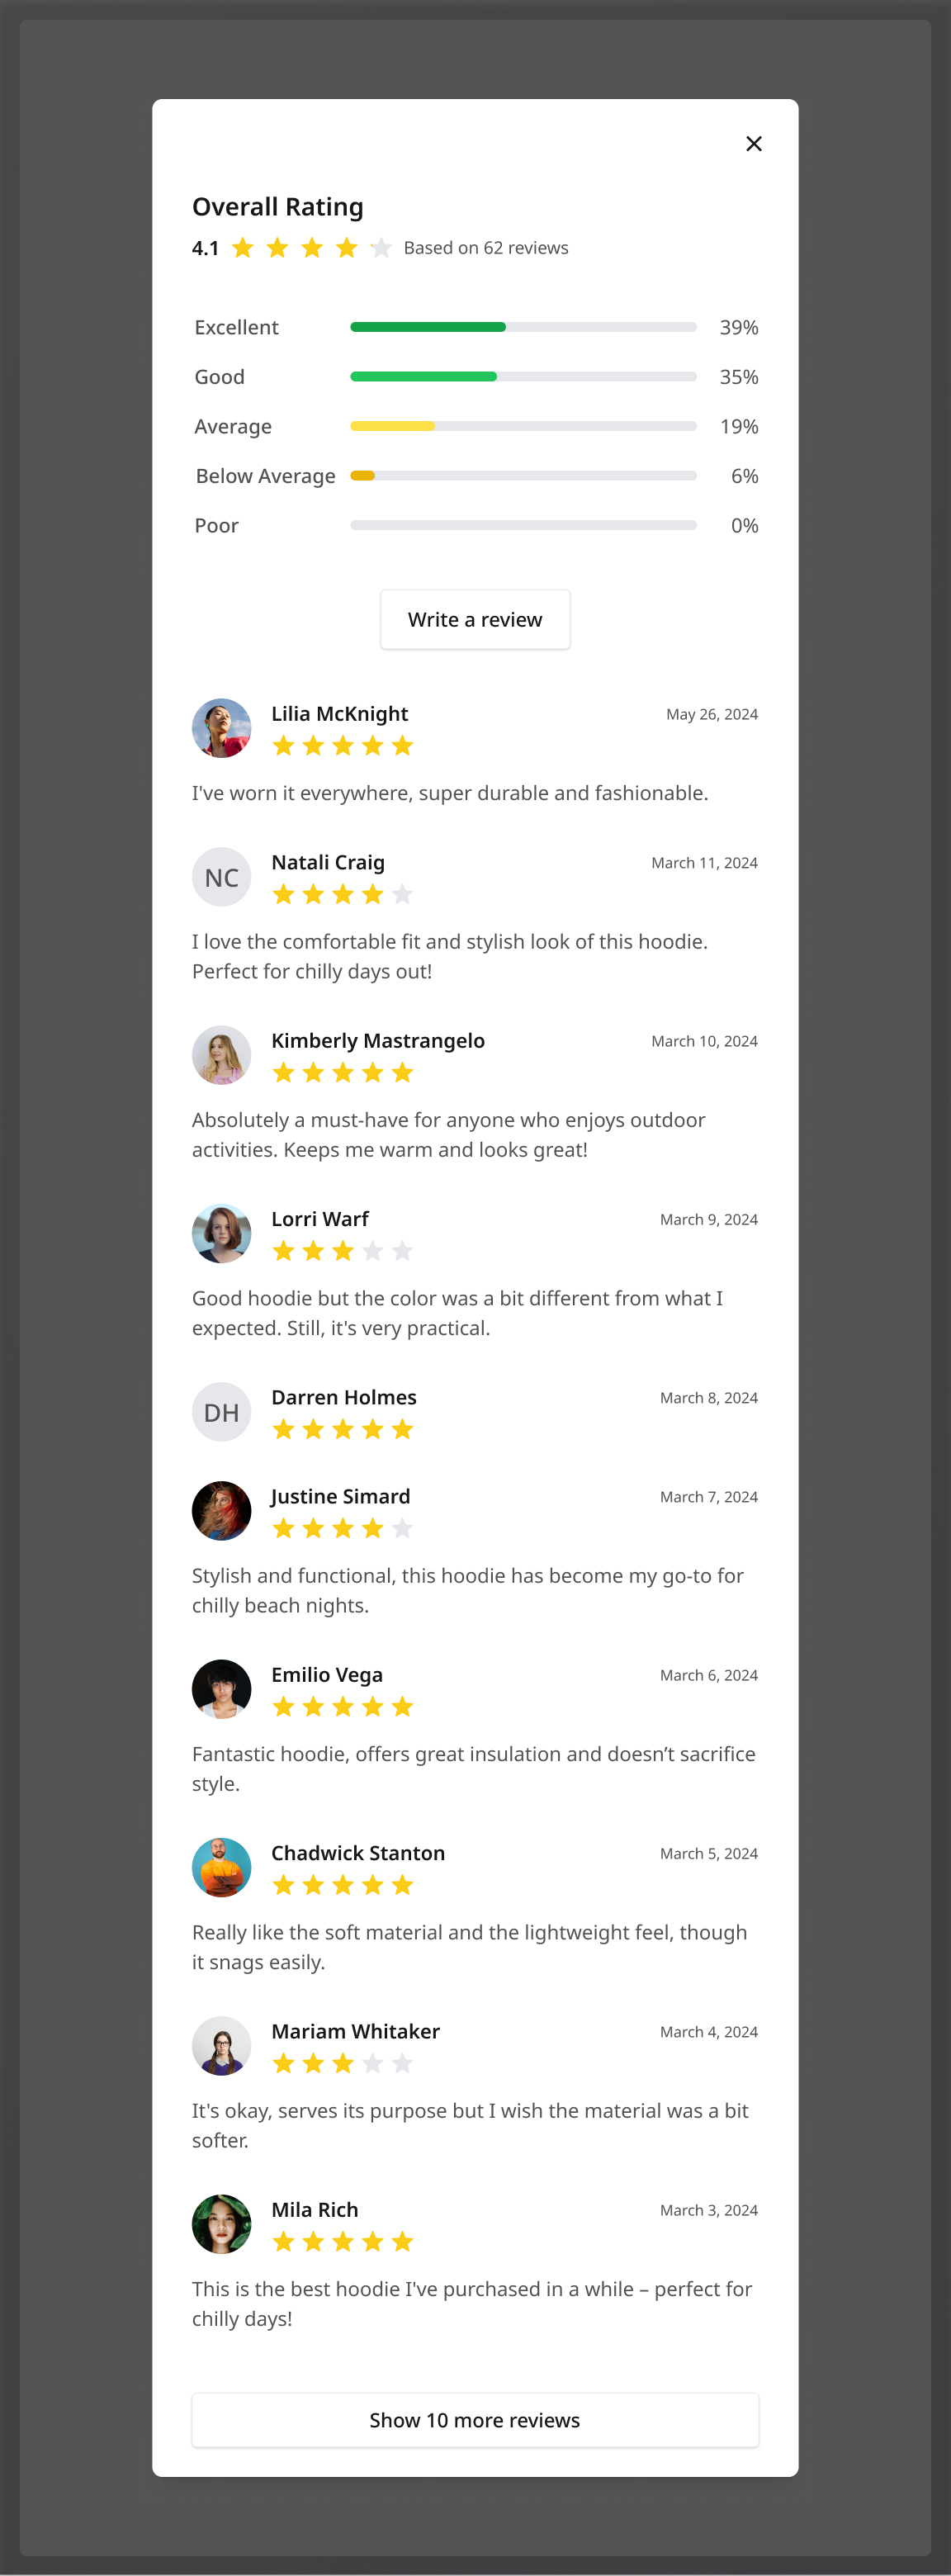 Overall Rating
4.1 Based on 62 reviews
Excellent 39%
Good 35%
Average 19%
Below Average 6%
Poor 0%
Write a review
Lilia McKnight May 26, 2024
I've worn it everywhere, super durable and fashionable.
NC Natali Craig March 11, 2024
I love the comfortable fit and stylish look of this hoodie.
Perfect for chilly days out!
Kimberly Mastrangelo March 10, 2024
Absolutely a must-have for anyone who enjoys outdoor
activities. Keeps me warm and looks great!
Lorri Warf March 9, 2024
Good hoodie but the color was a bit different from what I
expected. Still, it's very practical.
DH Darren Holmes March 8, 2024
Justine Simard March 7, 2024
Stylish and functional, this hoodie has become my go-to for
chilly beach nights.
Emilio Vega March 6, 2024
Fantastic hoodie, offers great insulation and doesn’t sacrifice
style.
Chadwick Stanton March 5, 2024
Really like the soft material and the lightweight feel, though
it snags easily.
Mariam Whitaker March 4, 2024
It's okay, serves its purpose but I wish the material was a bit
softer.
Mila Rich March 3, 2024
This is the best hoodie I've purchased in a while – perfect for
chilly days!
Show 10 more reviews